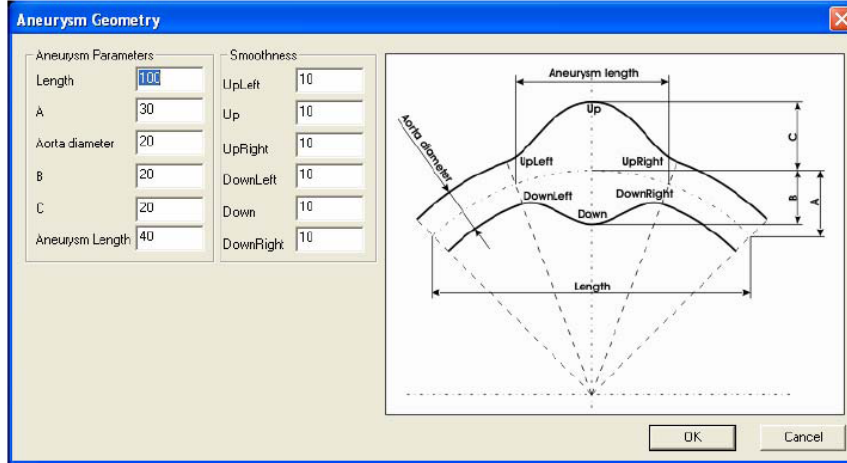 Aneurysm Geometry
Aneurysm Parameters
Length 100
A 30
Aorta diameter 20
B 20
C 20
Aneurysm Length 40
Smoothness
UpLeft 10
Up 10
UpRight 10
DownLeft 10
Down 10
DownRight 10
Aneurysm length
Up
C
Aorta diameter
UpLeft
UpRight
DownLeft
DownRight
B
A
Down
Length
OK
Cancel